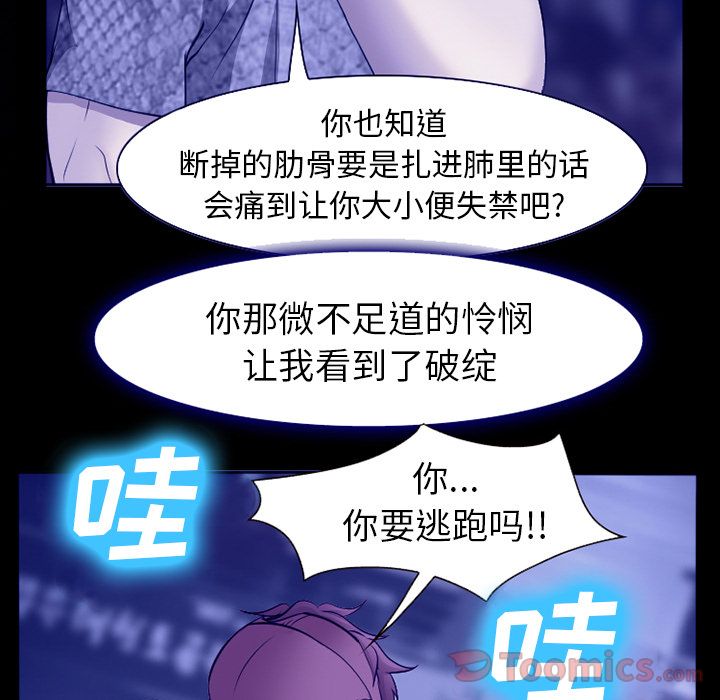 你也知道
断掉的肋骨要是扎进肺里的话
会痛到让你大小便失禁吧?
你那微不足道的怜悯
让我看到了破绽
哇
你...
你要逃跑吗!!
哇
Toomics.com